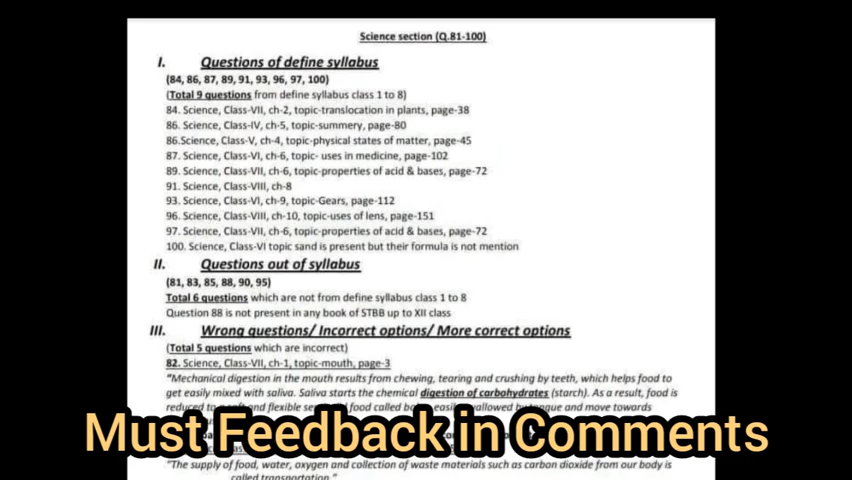 Science section (Q.81-100)
I. Questions of define syllabus
(84, 86, 87, 89, 91, 93, 96, 97, 100)
(Total 9 questions from define syllabus class 1 to 8)
84. Science, Class-VII, ch-2, topic-translocation in plants, page-38
86. Science, Class-IV, ch-5, topic-summery, page-80
86.Science, Class-V, ch-4, topic-physical states of matter, page-45
87. Science, Class-VI, ch-6, topic- uses in medicine, page-102
89. Science, Class-VII, ch-6, topic-properties of acid & bases, page-72
91. Science, Class-VIII, ch-8
93. Science, Class-VI, ch-9, topic-Gears, page-112
96. Science, Class-VIII, ch-10, topic-uses of lens, page-151
97. Science, Class-VII, ch-6, topic-properties of acid & bases, page-72
100. Science, Class-VI topic sand is present but their formula is not mention
II. Questions out of syllabus
(81, 83, 85, 88, 90, 95)
Total 6 questions which are not from define syllabus class 1 to 8
Question 88 is not present in any book of STBB up to XII class
III. Wrong questions/ Incorrect options/ More correct options
(Total 5 questions which are incorrect)
82. Science, Class-VII, ch-1, topic-mouth, page-3
"Mechanical digestion in the mouth results from chewing, tearing and crushing by teeth, which helps food to
get easily mixed with saliva. Saliva starts the chemical digestion of carbohydrates (starch). As a result, food is
reduced to and flexible food called by tongue and move towards
Must Feedback in Comments
"The supply of food, water, oxygen and collection of waste materials such as carbon dioxide from our body is
called transportation."